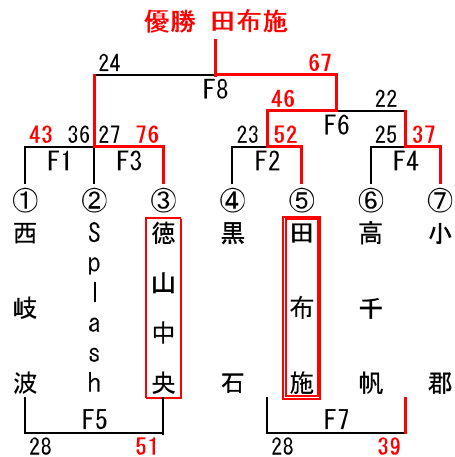 優勝 田布施
24 67
F8
46 22
F6
43 36 27 76 23 52 25 37
F1 F3 F2 F4
① ② ③ ④ ⑤ ⑥ ⑦
西岐波
Splash
徳山中央
黒石
田布施
高千帆
小郡
F5 F7
28 51 28 39